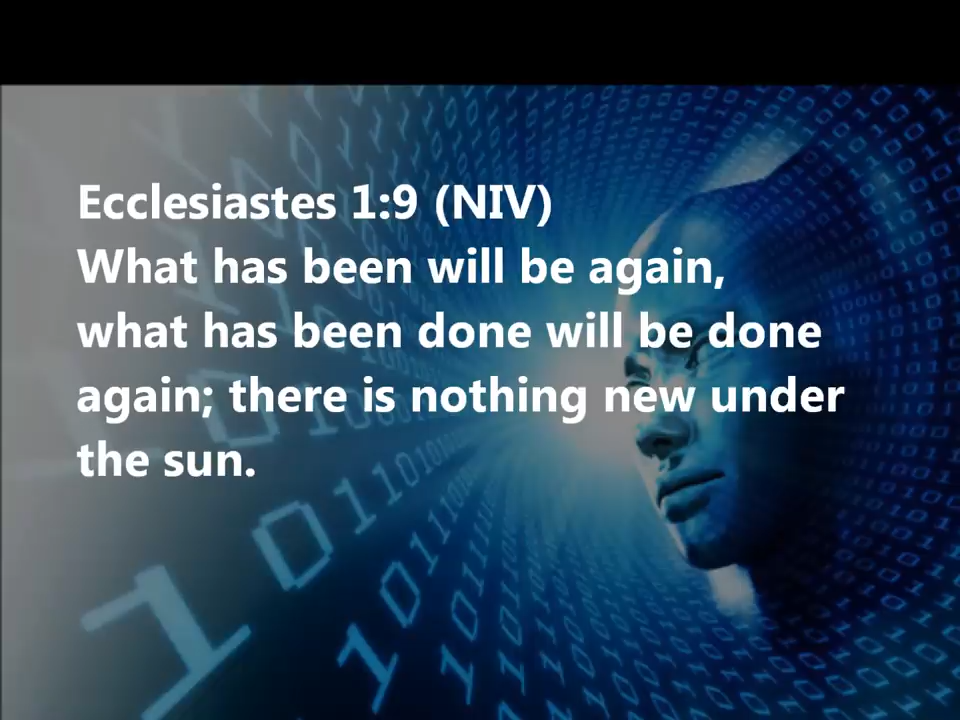 Ecclesiastes 1:9 (NIV)
What has been will be again,
what has been done will be done
again; there is nothing new under
the sun.